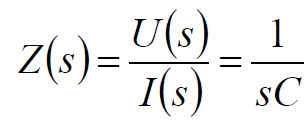 Z(s) = U(s) / I(s) = 1 / sC